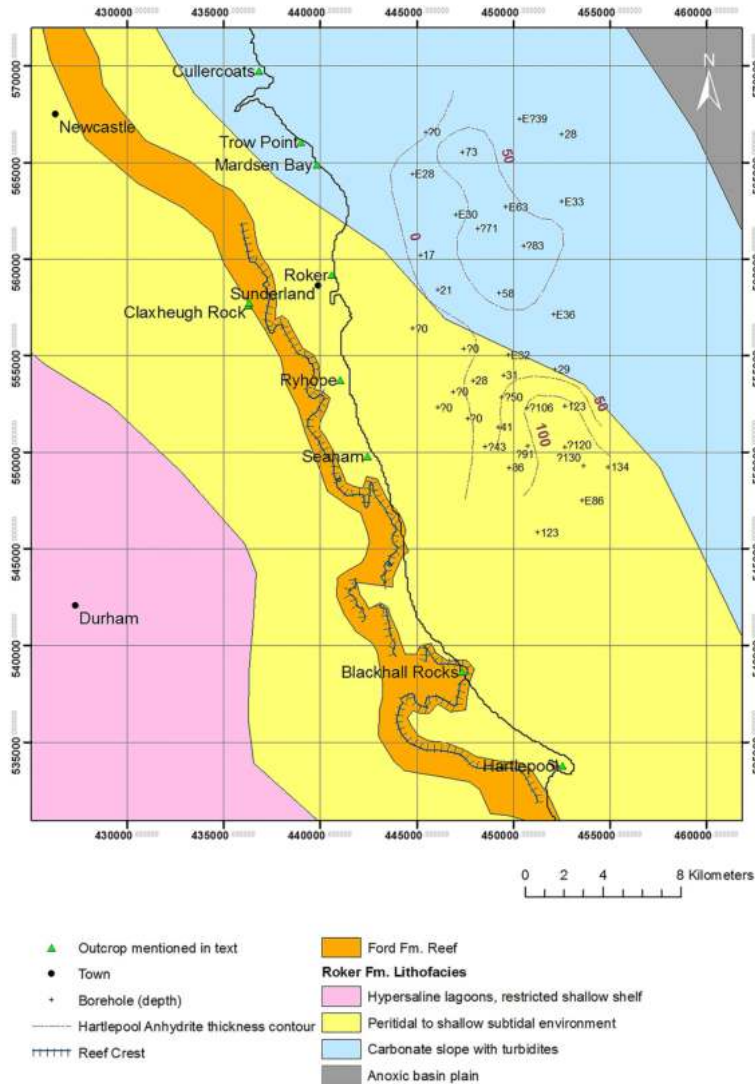 430000 435000 440000 445000 450000 455000 460000
570000
565000
560000
555000
550000
545000
540000
535000
N
Cullercoats
Newcastle
Trow Point
Mardsen Bay
Roker
Sunderland
Claxheugh Rock
Ryhope
Seaham
Durham
Blackhall Rocks
Hartlepool
+?0
+E?39
+28
+?73
50
+E28
+E63
+E33
+E30
+?71
0
+?83
+17
+21
+58
+E36
+?0
+?0
+E32
+29
+28
+31
+?0
+?50
50
+?0
+?106
+123
+?0
+41
100
+?43
?91
+?120
?130
+86
+134
+E86
+123
430000 435000 440000 445000 450000 455000 460000
0 2 4 8 Kilometers
Outcrop mentioned in text
Town
Borehole (depth)
Hartlepool Anhydrite thickness contour
Reef Crest
Ford Fm. Reef
Roker Fm. Lithofacies
Hypersaline lagoons, restricted shallow shelf
Peritidal to shallow subtidal environment
Carbonate slope with turbidites
Anoxic basin plain